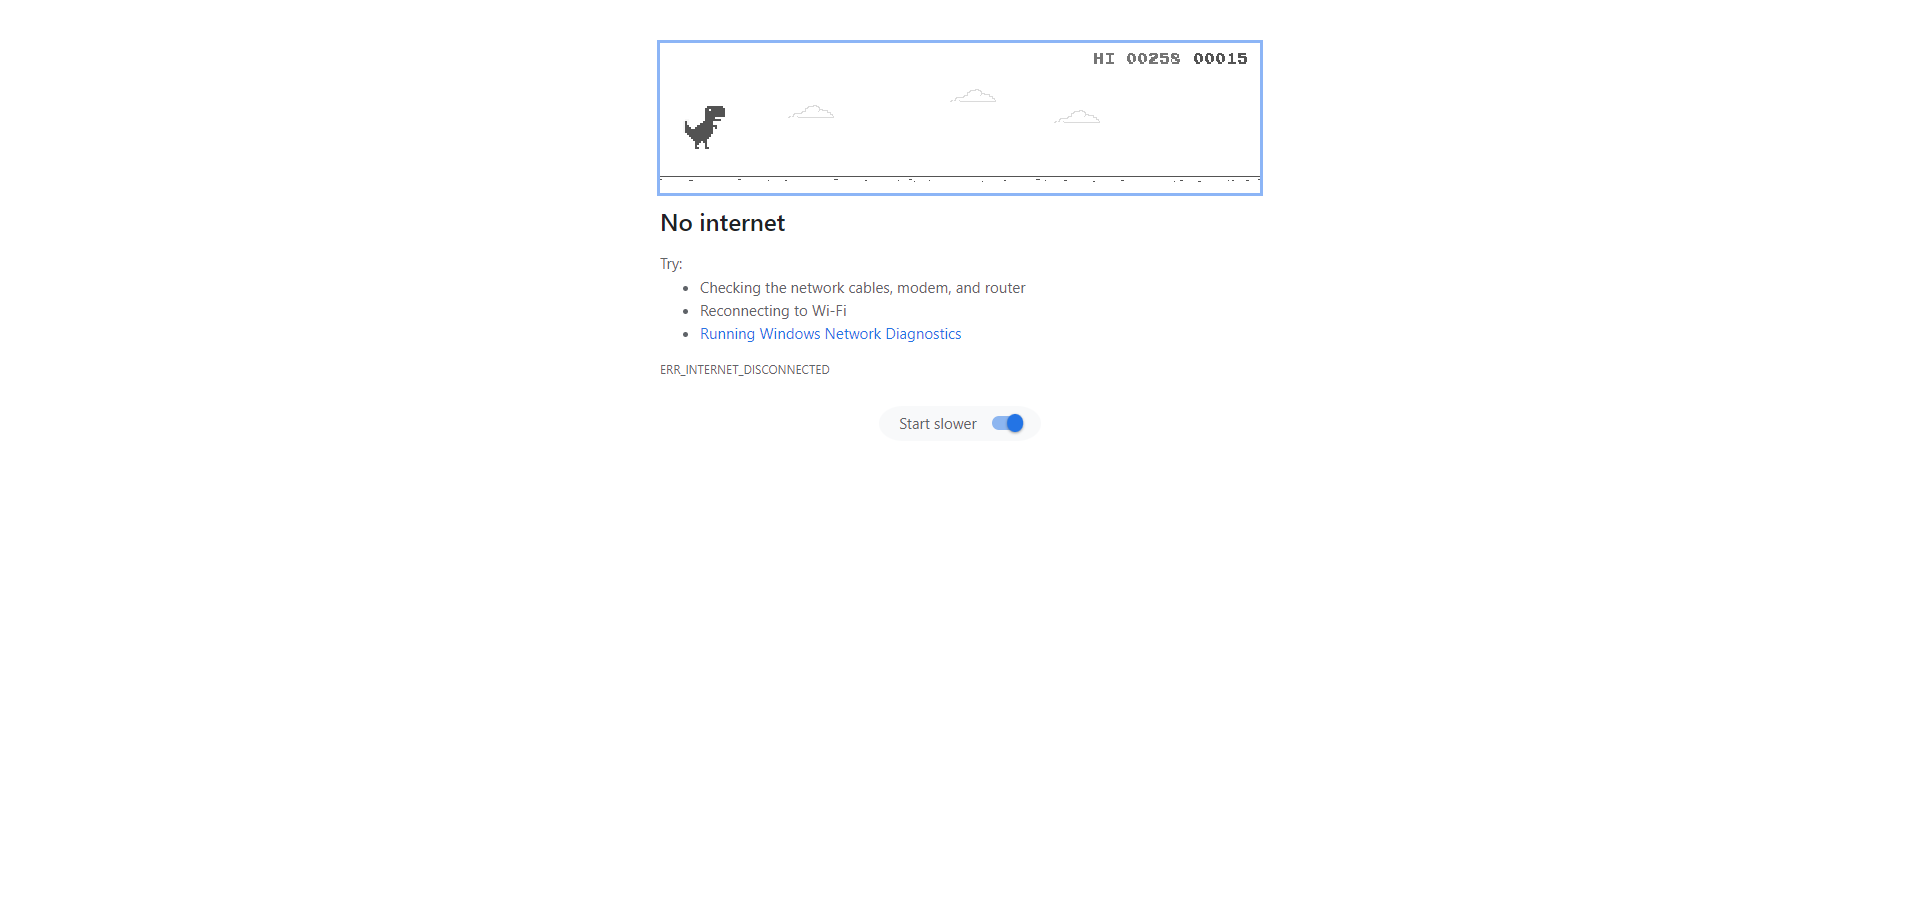 HI 00258 00015
No internet
Try:
Checking the network cables, modem, and router
Reconnecting to Wi-Fi
Running Windows Network Diagnostics
ERR_INTERNET_DISCONNECTED
Start slower